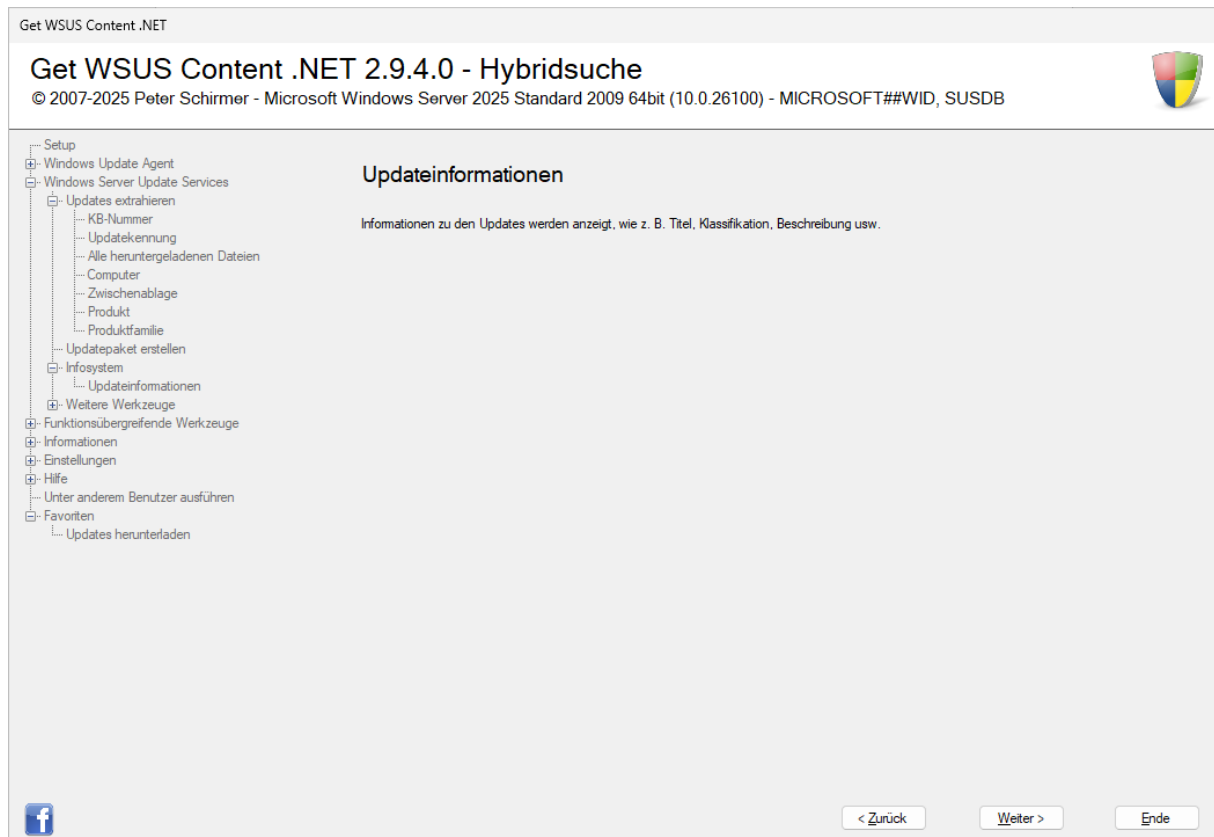 Get WSUS Content .NET
Get WSUS Content .NET 2.9.4.0 - Hybridsuche
© 2007-2025 Peter Schirmer - Microsoft Windows Server 2025 Standard 2009 64bit (10.0.26100) - MICROSOFT##WID, SUSDB
Setup
Windows Update Agent
Windows Server Update Services
Updates extrahieren
KB-Nummer
Updatekennung
Alle heruntergeladenen Dateien
Computer
Zwischenablage
Produkt
Produktfamilie
Updatepaket erstellen
Infosystem
Updateinformationen
Weitere Werkzeuge
Funktionsübergreifende Werkzeuge
Informationen
Einstellungen
Hilfe
Unter anderem Benutzer ausführen
Favoriten
Updates herunterladen
Updateinformationen
Informationen zu den Updates werden anzeigt, wie z. B. Titel, Klassifikation, Beschreibung usw.
f
< Zurück
Weiter >
Ende